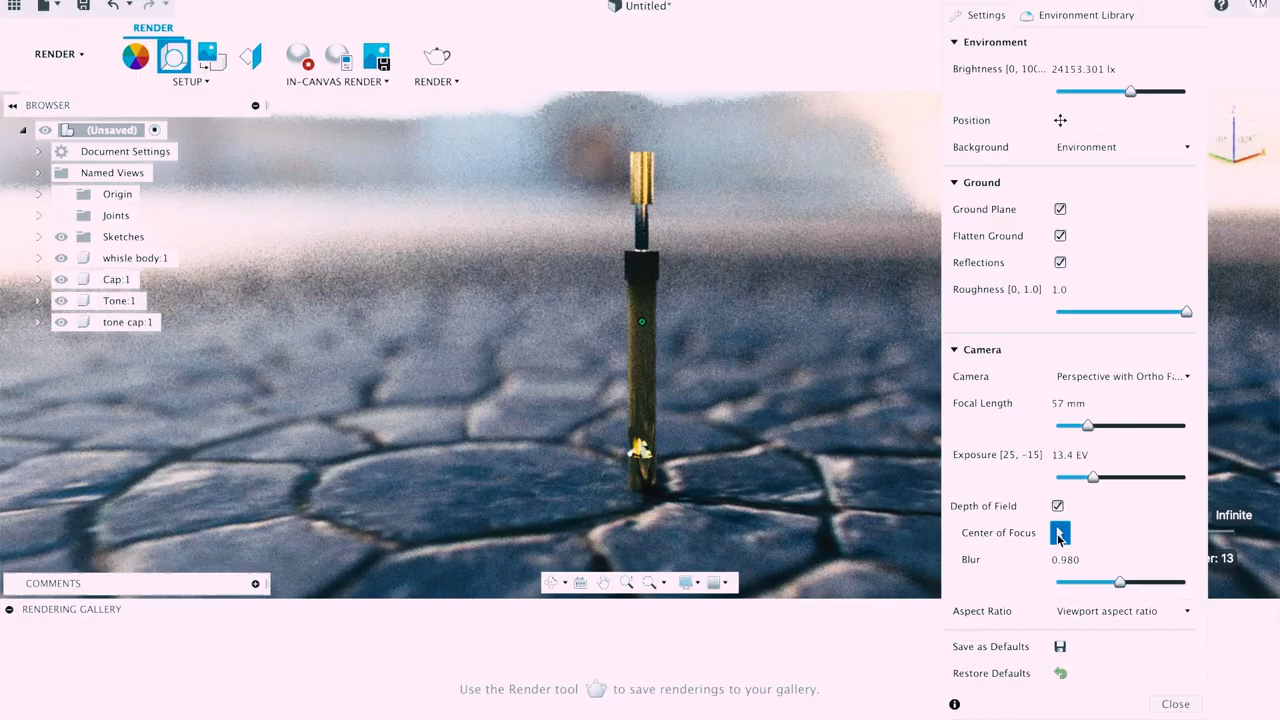 Untitled*
MM
RENDER
RENDER
SETUP
IN-CANVAS RENDER
RENDER
BROWSER
(Unsaved)
Document Settings
Named Views
Origin
Joints
Sketches
whisle body:1
Cap:1
Tone:1
tone cap:1
COMMENTS
RENDERING GALLERY
Use the Render tool to save renderings to your gallery.
Settings
Environment Library
Environment
Brightness [0, 10C... 24153.301 lx
Position
Background Environment
Ground
Ground Plane
Flatten Ground
Reflections
Roughness [0, 1.0] 1.0
Camera
Camera Perspective with Ortho F...
Focal Length 57 mm
Exposure [25, -15] 13.4 EV
Depth of Field
Center of Focus
Blur 0.980
Aspect Ratio Viewport aspect ratio
Save as Defaults
Restore Defaults
Close
Infinite
er: 13